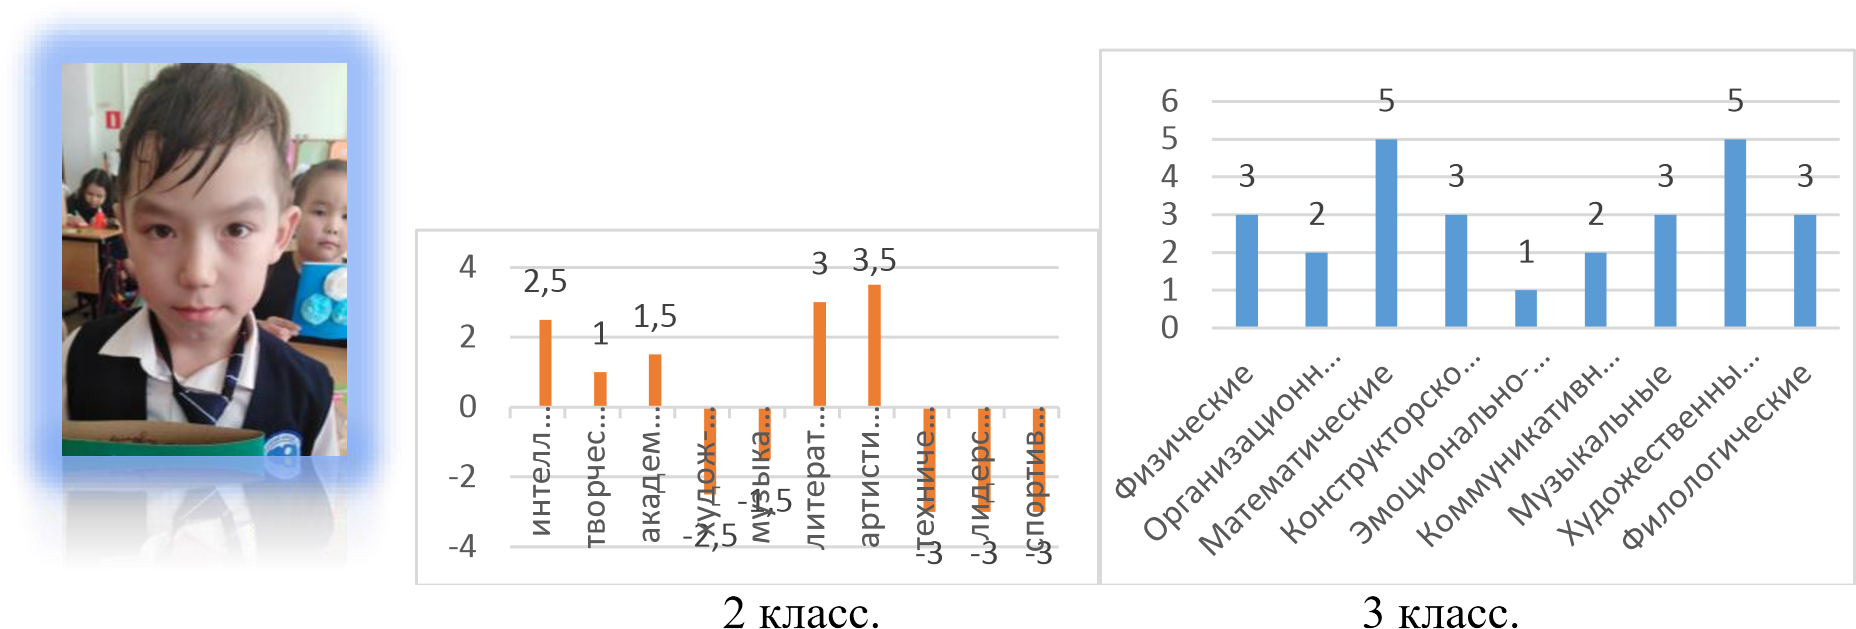 4
2
0
-2
-4
2,5
1
1,5
-2,5
-1,5
3
3,5
-3
-3
-3
интелл...
творчес...
академ...
худож-...
музыка...
литерат...
артисти...
техниче...
лидерс...
спортив...
2 класс.
6
5
4
3
2
1
0
3
2
5
3
1
2
3
5
3
Физические
Организационн...
Математические
Конструкторско...
Эмоционально-...
Коммуникативн...
Музыкальные
Художественны...
Филологические
3 класс.